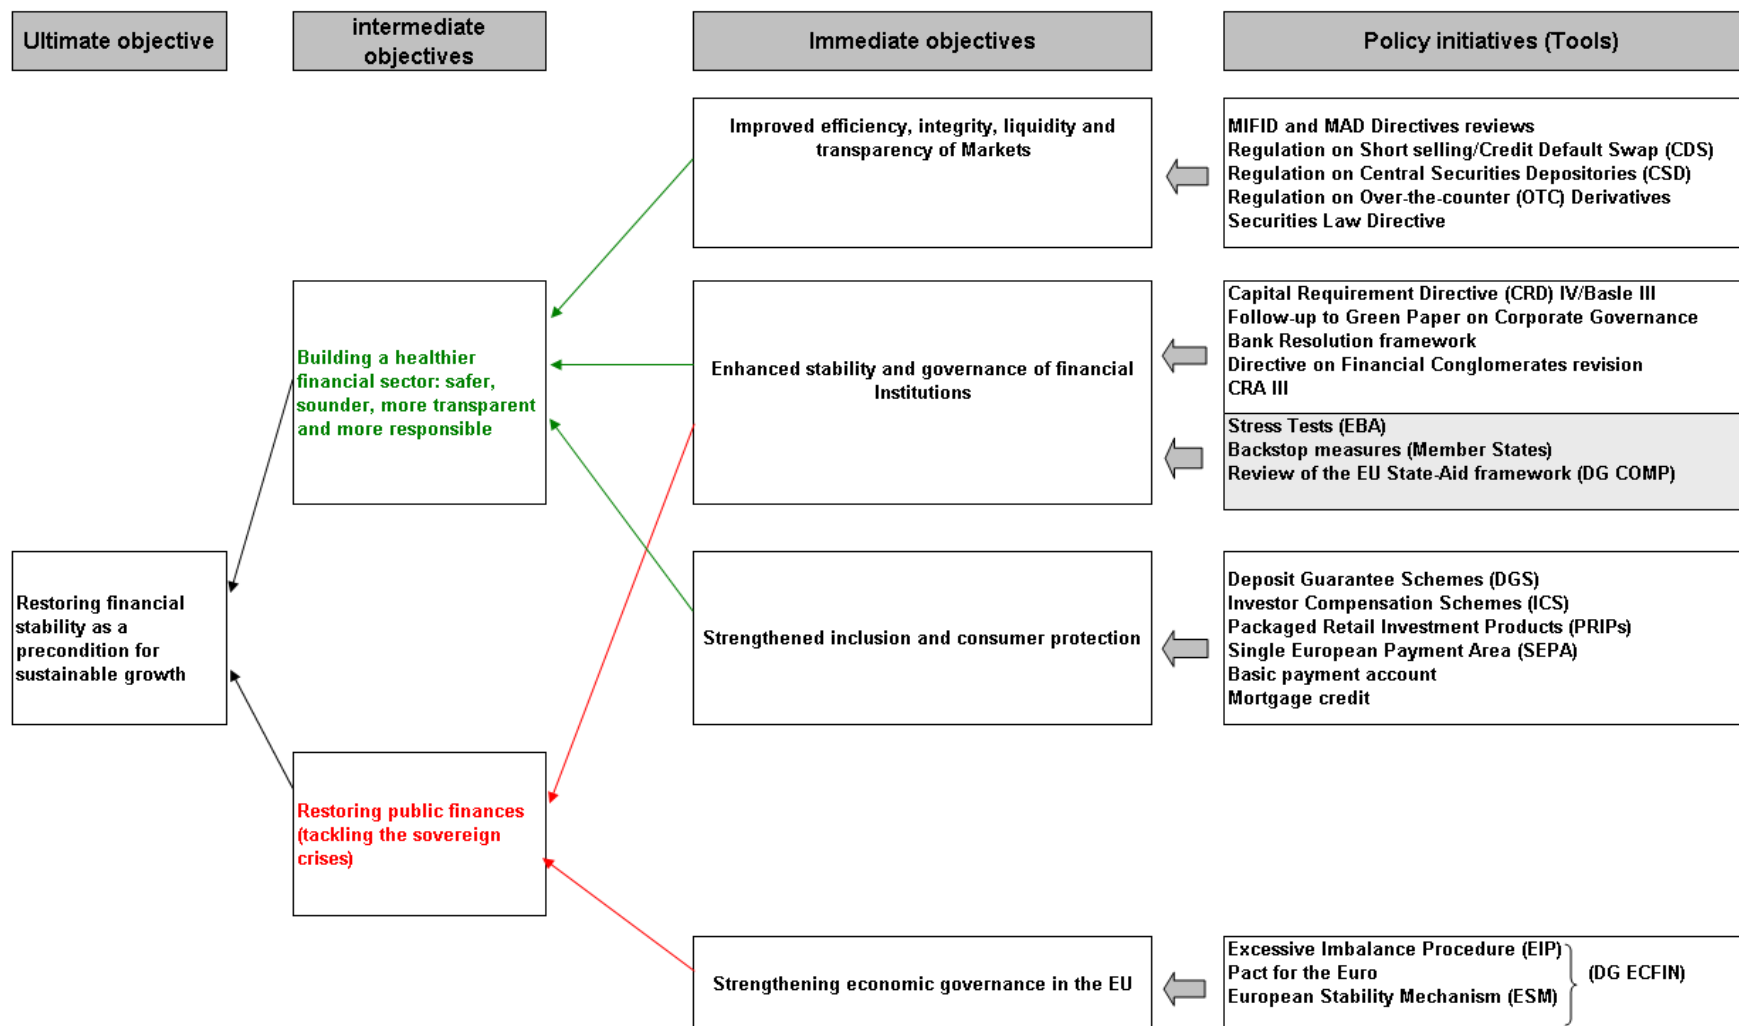 Ultimate objective
intermediate
objectives
Immediate objectives
Policy initiatives (Tools)
Improved efficiency, integrity, liquidity and
transparency of Markets
MIFID and MAD Directives reviews
Regulation on Short selling/Credit Default Swap (CDS)
Regulation on Central Securities Depositories (CSD)
Regulation on Over-the-counter (OTC) Derivatives
Securities Law Directive
Building a healthier
financial sector: safer,
sounder, more transparent
and more responsible
Enhanced stability and governance of financial
Institutions
Capital Requirement Directive (CRD) IV/Basle III
Follow-up to Green Paper on Corporate Governance
Bank Resolution framework
Directive on Financial Conglomerates revision
CRA III
Stress Tests (EBA)
Backstop measures (Member States)
Review of the EU State-Aid framework (DG COMP)
Restoring financial
stability as a
precondition for
sustainable growth
Strengthened inclusion and consumer protection
Deposit Guarantee Schemes (DGS)
Investor Compensation Schemes (ICS)
Packaged Retail Investment Products (PRIPs)
Single European Payment Area (SEPA)
Basic payment account
Mortgage credit
Restoring public finances
(tackling the sovereign
crises)
Strengthening economic governance in the EU
Excessive Imbalance Procedure (EIP)
Pact for the Euro
European Stability Mechanism (ESM)
(DG ECFIN)